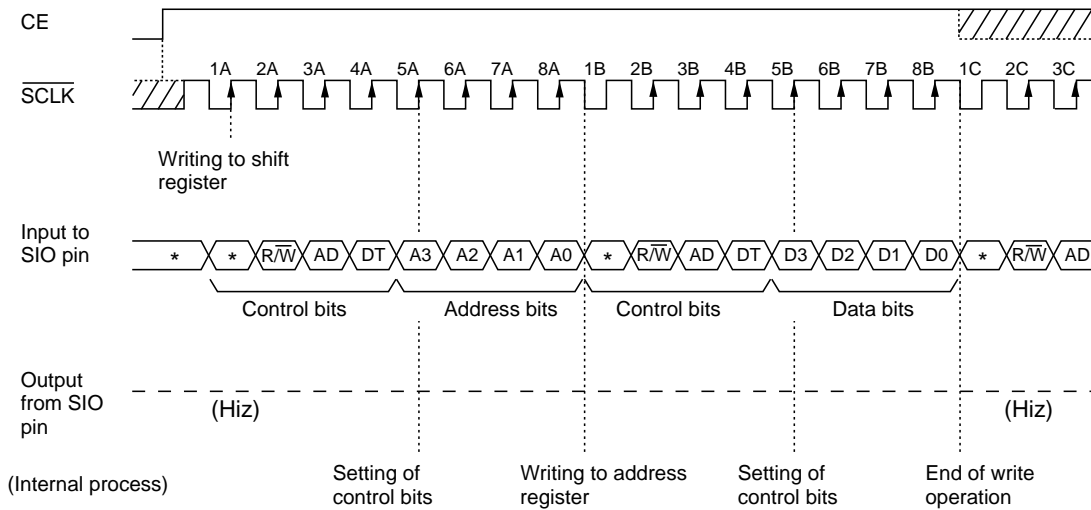 CE
1A 2A 3A 4A 5A 6A 7A 8A 1B 2B 3B 4B 5B 6B 7B 8B 1C 2C 3C
SCLK
Writing to shift
register
Input to
SIO pin
* * R/W AD DT A3 A2 A1 A0 * R/W AD DT D3 D2 D1 D0 * R/W AD
Control bits Address bits Control bits Data bits
Output
from SIO
pin
(Hiz) (Hiz)
(Internal process)
Setting of
control bits
Writing to address
register
Setting of
control bits
End of write
operation